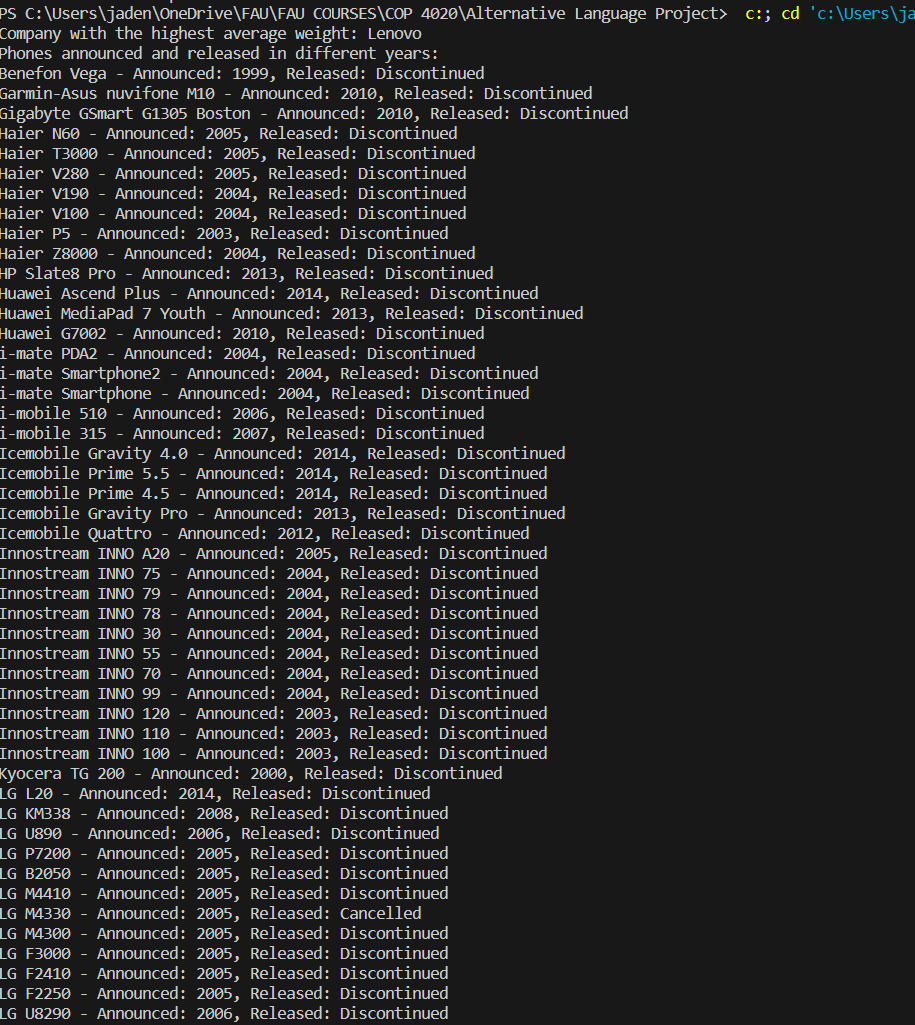 PS C:\Users\jaden\OneDrive\FAU\FAU COURSES\COP 4020\Alternative Language Project>  c:; cd 'c:\Users\ja
Company with the highest average weight: Lenovo
Phones announced and released in different years:
Benefon Vega - Announced: 1999, Released: Discontinued
Garmin-Asus nuvifone M10 - Announced: 2010, Released: Discontinued
Gigabyte GSmart G1305 Boston - Announced: 2010, Released: Discontinued
Haier N60 - Announced: 2005, Released: Discontinued
Haier T3000 - Announced: 2005, Released: Discontinued
Haier V280 - Announced: 2005, Released: Discontinued
Haier V190 - Announced: 2004, Released: Discontinued
Haier V100 - Announced: 2004, Released: Discontinued
Haier P5 - Announced: 2003, Released: Discontinued
Haier Z8000 - Announced: 2004, Released: Discontinued
HP Slate8 Pro - Announced: 2013, Released: Discontinued
Huawei Ascend Plus - Announced: 2014, Released: Discontinued
Huawei MediaPad 7 Youth - Announced: 2013, Released: Discontinued
Huawei G7002 - Announced: 2010, Released: Discontinued
i-mate PDA2 - Announced: 2004, Released: Discontinued
i-mate Smartphone2 - Announced: 2004, Released: Discontinued
i-mate Smartphone - Announced: 2004, Released: Discontinued
i-mobile 510 - Announced: 2006, Released: Discontinued
i-mobile 315 - Announced: 2007, Released: Discontinued
Icemobile Gravity 4.0 - Announced: 2014, Released: Discontinued
Icemobile Prime 5.5 - Announced: 2014, Released: Discontinued
Icemobile Prime 4.5 - Announced: 2014, Released: Discontinued
Icemobile Gravity Pro - Announced: 2013, Released: Discontinued
Icemobile Quattro - Announced: 2012, Released: Discontinued
Innostream INNO A20 - Announced: 2005, Released: Discontinued
Innostream INNO 75 - Announced: 2004, Released: Discontinued
Innostream INNO 79 - Announced: 2004, Released: Discontinued
Innostream INNO 78 - Announced: 2004, Released: Discontinued
Innostream INNO 30 - Announced: 2004, Released: Discontinued
Innostream INNO 55 - Announced: 2004, Released: Discontinued
Innostream INNO 70 - Announced: 2004, Released: Discontinued
Innostream INNO 99 - Announced: 2004, Released: Discontinued
Innostream INNO 120 - Announced: 2003, Released: Discontinued
Innostream INNO 110 - Announced: 2003, Released: Discontinued
Innostream INNO 100 - Announced: 2003, Released: Discontinued
Kyocera TG 200 - Announced: 2000, Released: Discontinued
LG L20 - Announced: 2014, Released: Discontinued
LG KM338 - Announced: 2008, Released: Discontinued
LG U890 - Announced: 2006, Released: Discontinued
LG P7200 - Announced: 2005, Released: Discontinued
LG B2050 - Announced: 2005, Released: Discontinued
LG M4410 - Announced: 2005, Released: Discontinued
LG M4330 - Announced: 2005, Released: Cancelled
LG M4300 - Announced: 2005, Released: Discontinued
LG F3000 - Announced: 2005, Released: Discontinued
LG F2410 - Announced: 2005, Released: Discontinued
LG F2250 - Announced: 2005, Released: Discontinued
LG U8290 - Announced: 2006, Released: Discontinued